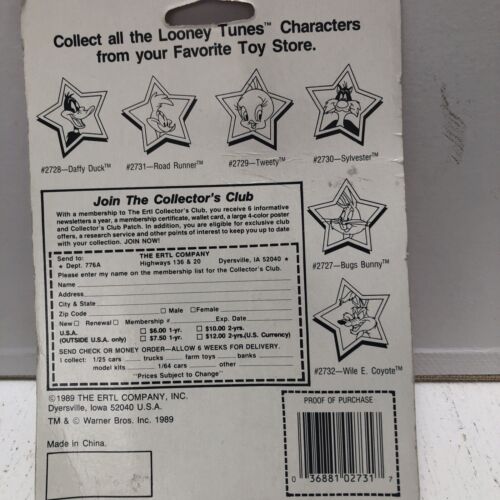 Collect all the Looney Tunes™ Characters
from your Favorite Toy Store.
#2728—Daffy Duck™
#2731—Road Runner™
#2729—Tweety™
#2730—Sylvester™
Join The Collector's Club
With a membership to The Ertl Collector's Club, you receive 6 informative
newsletters a year, a membership certificate, wallet card, a large 4-color poster
and Collector's Club Patch. In addition, you are eligible for exclusive club
offers, a research service and other points of interest to keep you up to date
with your collection. JOIN NOW!
#2727—Bugs Bunny™
Send to: THE ERTL COMPANY
★ Dept. 776A Highways 136 & 20 Dyersville, IA 52040 ★
Please enter my name on the membership list for the Collector's Club.
Name
Address
City & State
Zip Code □ Male □ Female
New □ Renewal □ Membership # Exp. Date
U.S.A. □ $6.00 1-yr. □ $10.00 2-yrs.
(OUTSIDE U.S.A. only) □ $7.50 1-yr. □ $12.00 2-yrs.(U.S. Currency)
SEND CHECK OR MONEY ORDER—ALLOW 6 WEEKS FOR DELIVERY.
I collect: 1/25 cars trucks farm toys banks
model kits 1/64 cars other
"Prices Subject to Change"
#2732—Wile E. Coyote™
©1989 THE ERTL COMPANY, INC.
Dyersville, Iowa 52040 U.S.A.
TM & © Warner Bros. Inc. 1989
Made in China.
PROOF OF PURCHASE
0 36881 02731 7